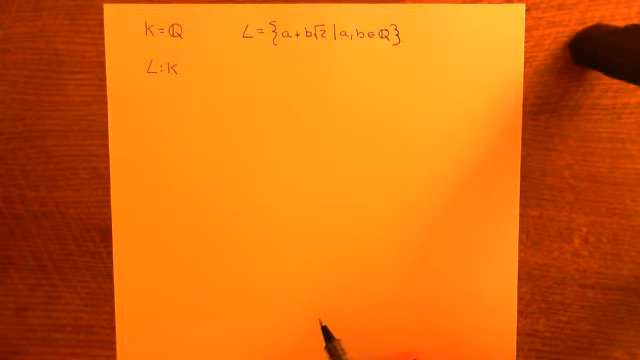 K = ℚ L = {a + b√2 | a, b ∈ ℚ}
L : K